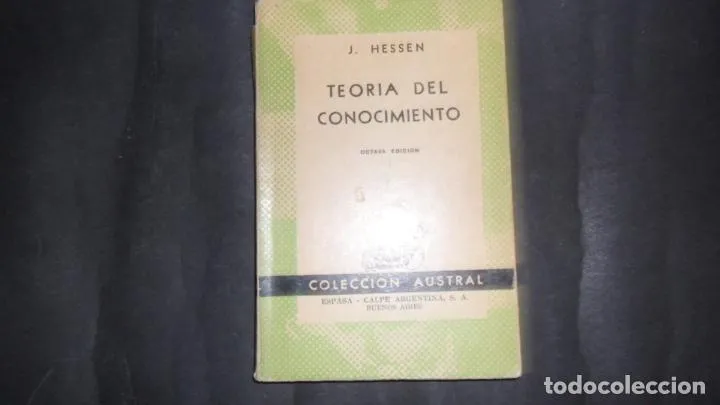 J. HESSEN
TEORIA DEL
CONOCIMIENTO
OCTAVA EDICION
COLECCION AUSTRAL
ESPASA - CALPE ARGENTINA, S. A.
BUENOS AIRES
todocoleccion